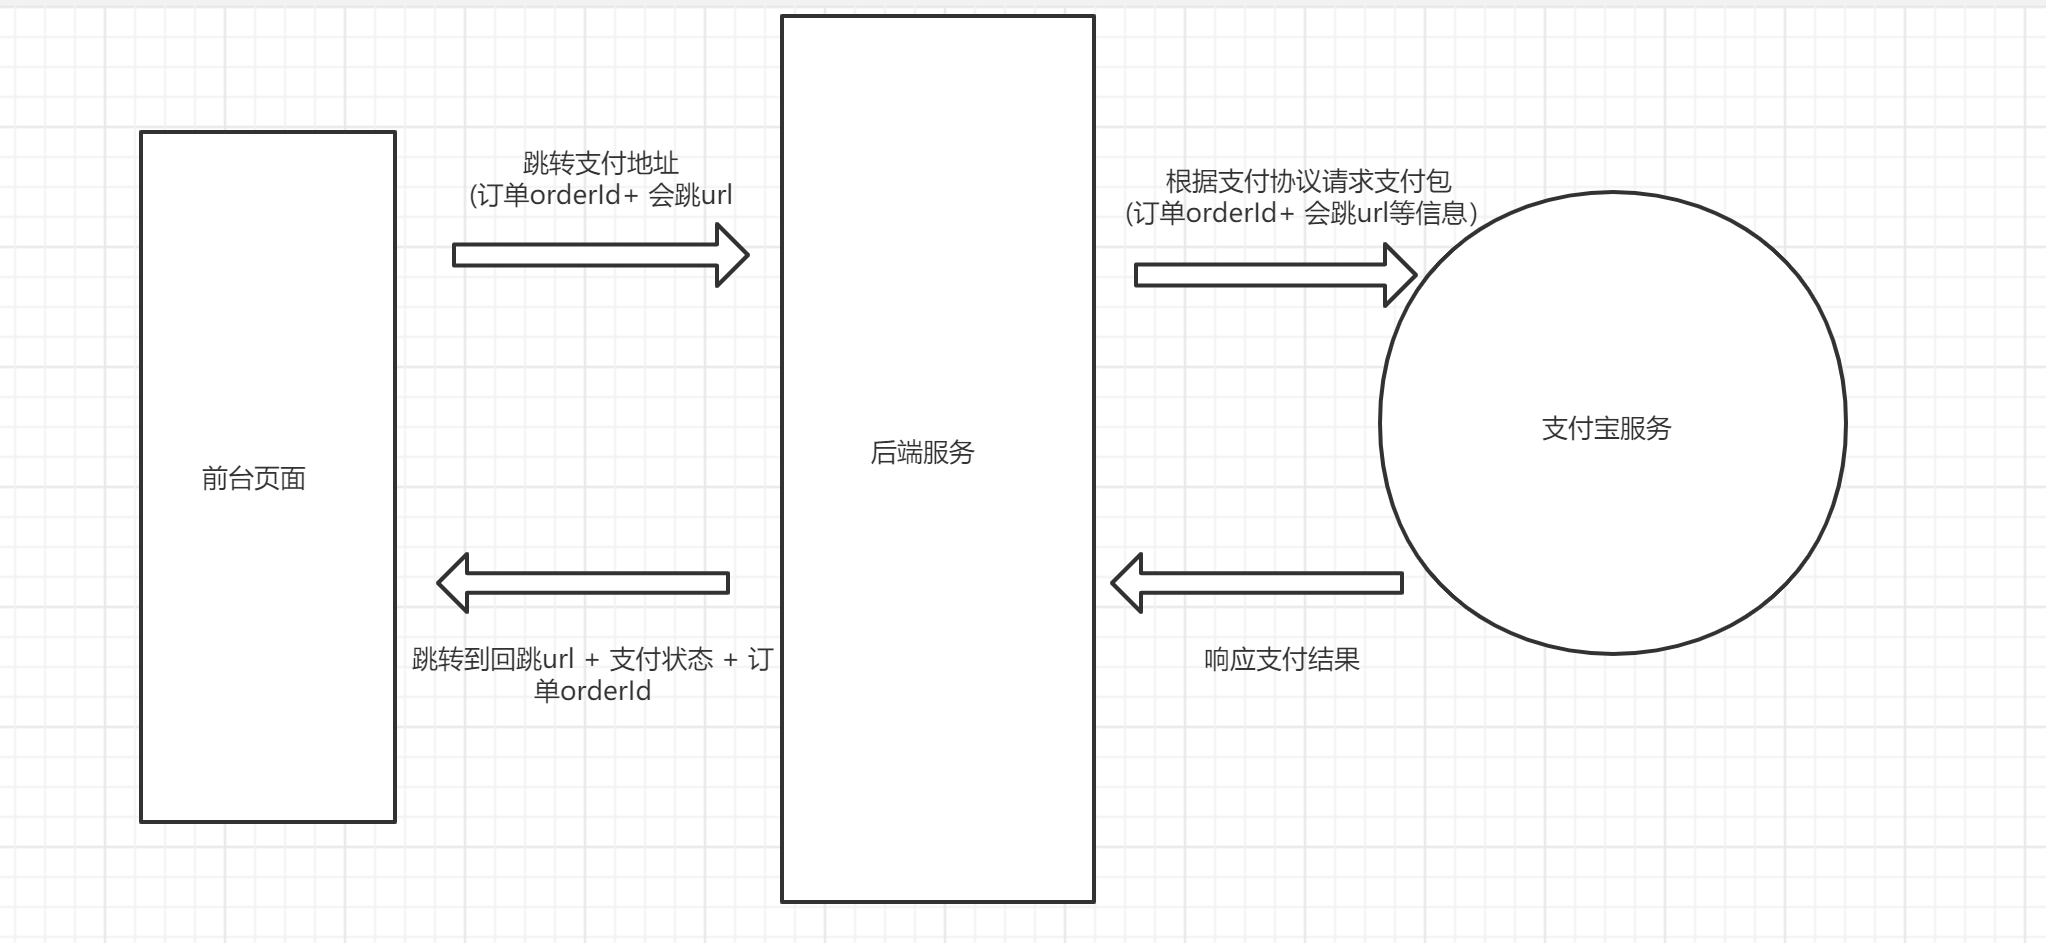 跳转支付地址
(订单orderId+ 会跳url
根据支付协议请求支付包
(订单orderId+ 会跳url等信息）
前台页面
后端服务
支付宝服务
跳转到回跳url + 支付状态 + 订
单orderId
响应支付结果